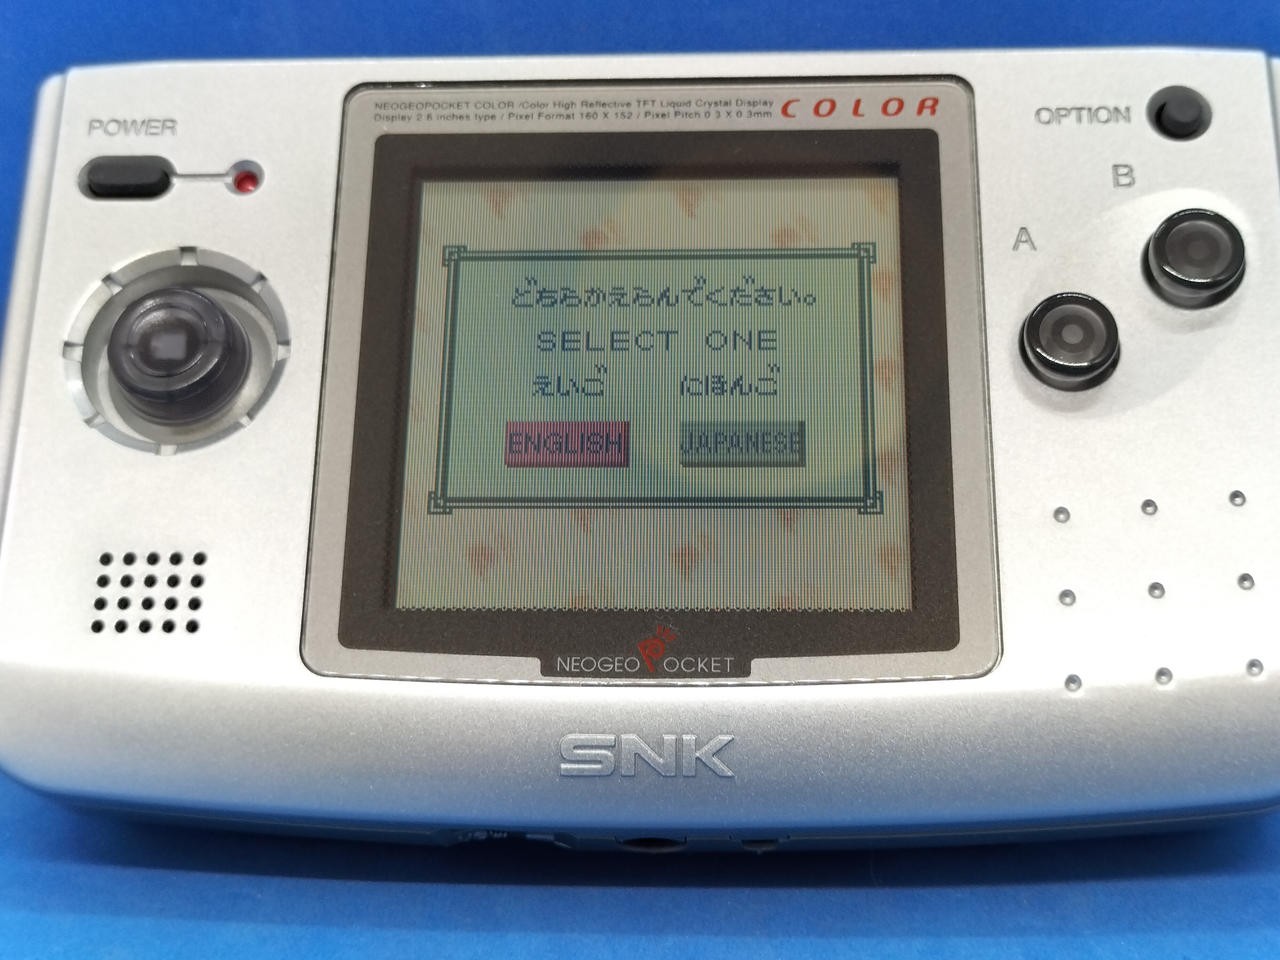 NEOGEOPOCKET COLOR /Color High Reflective TFT Liquid Crystal Display
Display 2.6 inches type / Pixel Format 160 X 152 / Pixel Pitch 0.3 X 0.3mm
COLOR
POWER
OPTION
B
A
どちらかえらんでください。
SELECT ONE
えいご にほんご
ENGLISH JAPANESE
NEOGEO POCKET
SNK